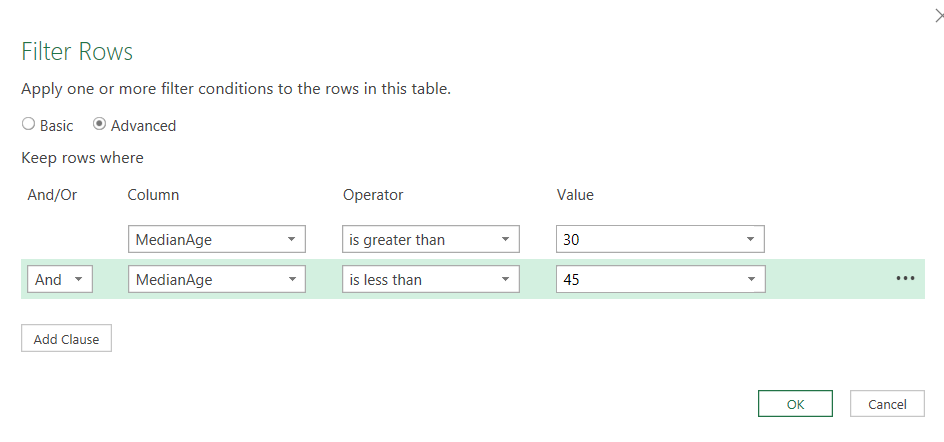 Filter Rows
Apply one or more filter conditions to the rows in this table.
Basic Advanced
Keep rows where
And/Or Column Operator Value
MedianAge is greater than 30
And MedianAge is less than 45
Add Clause
OK Cancel